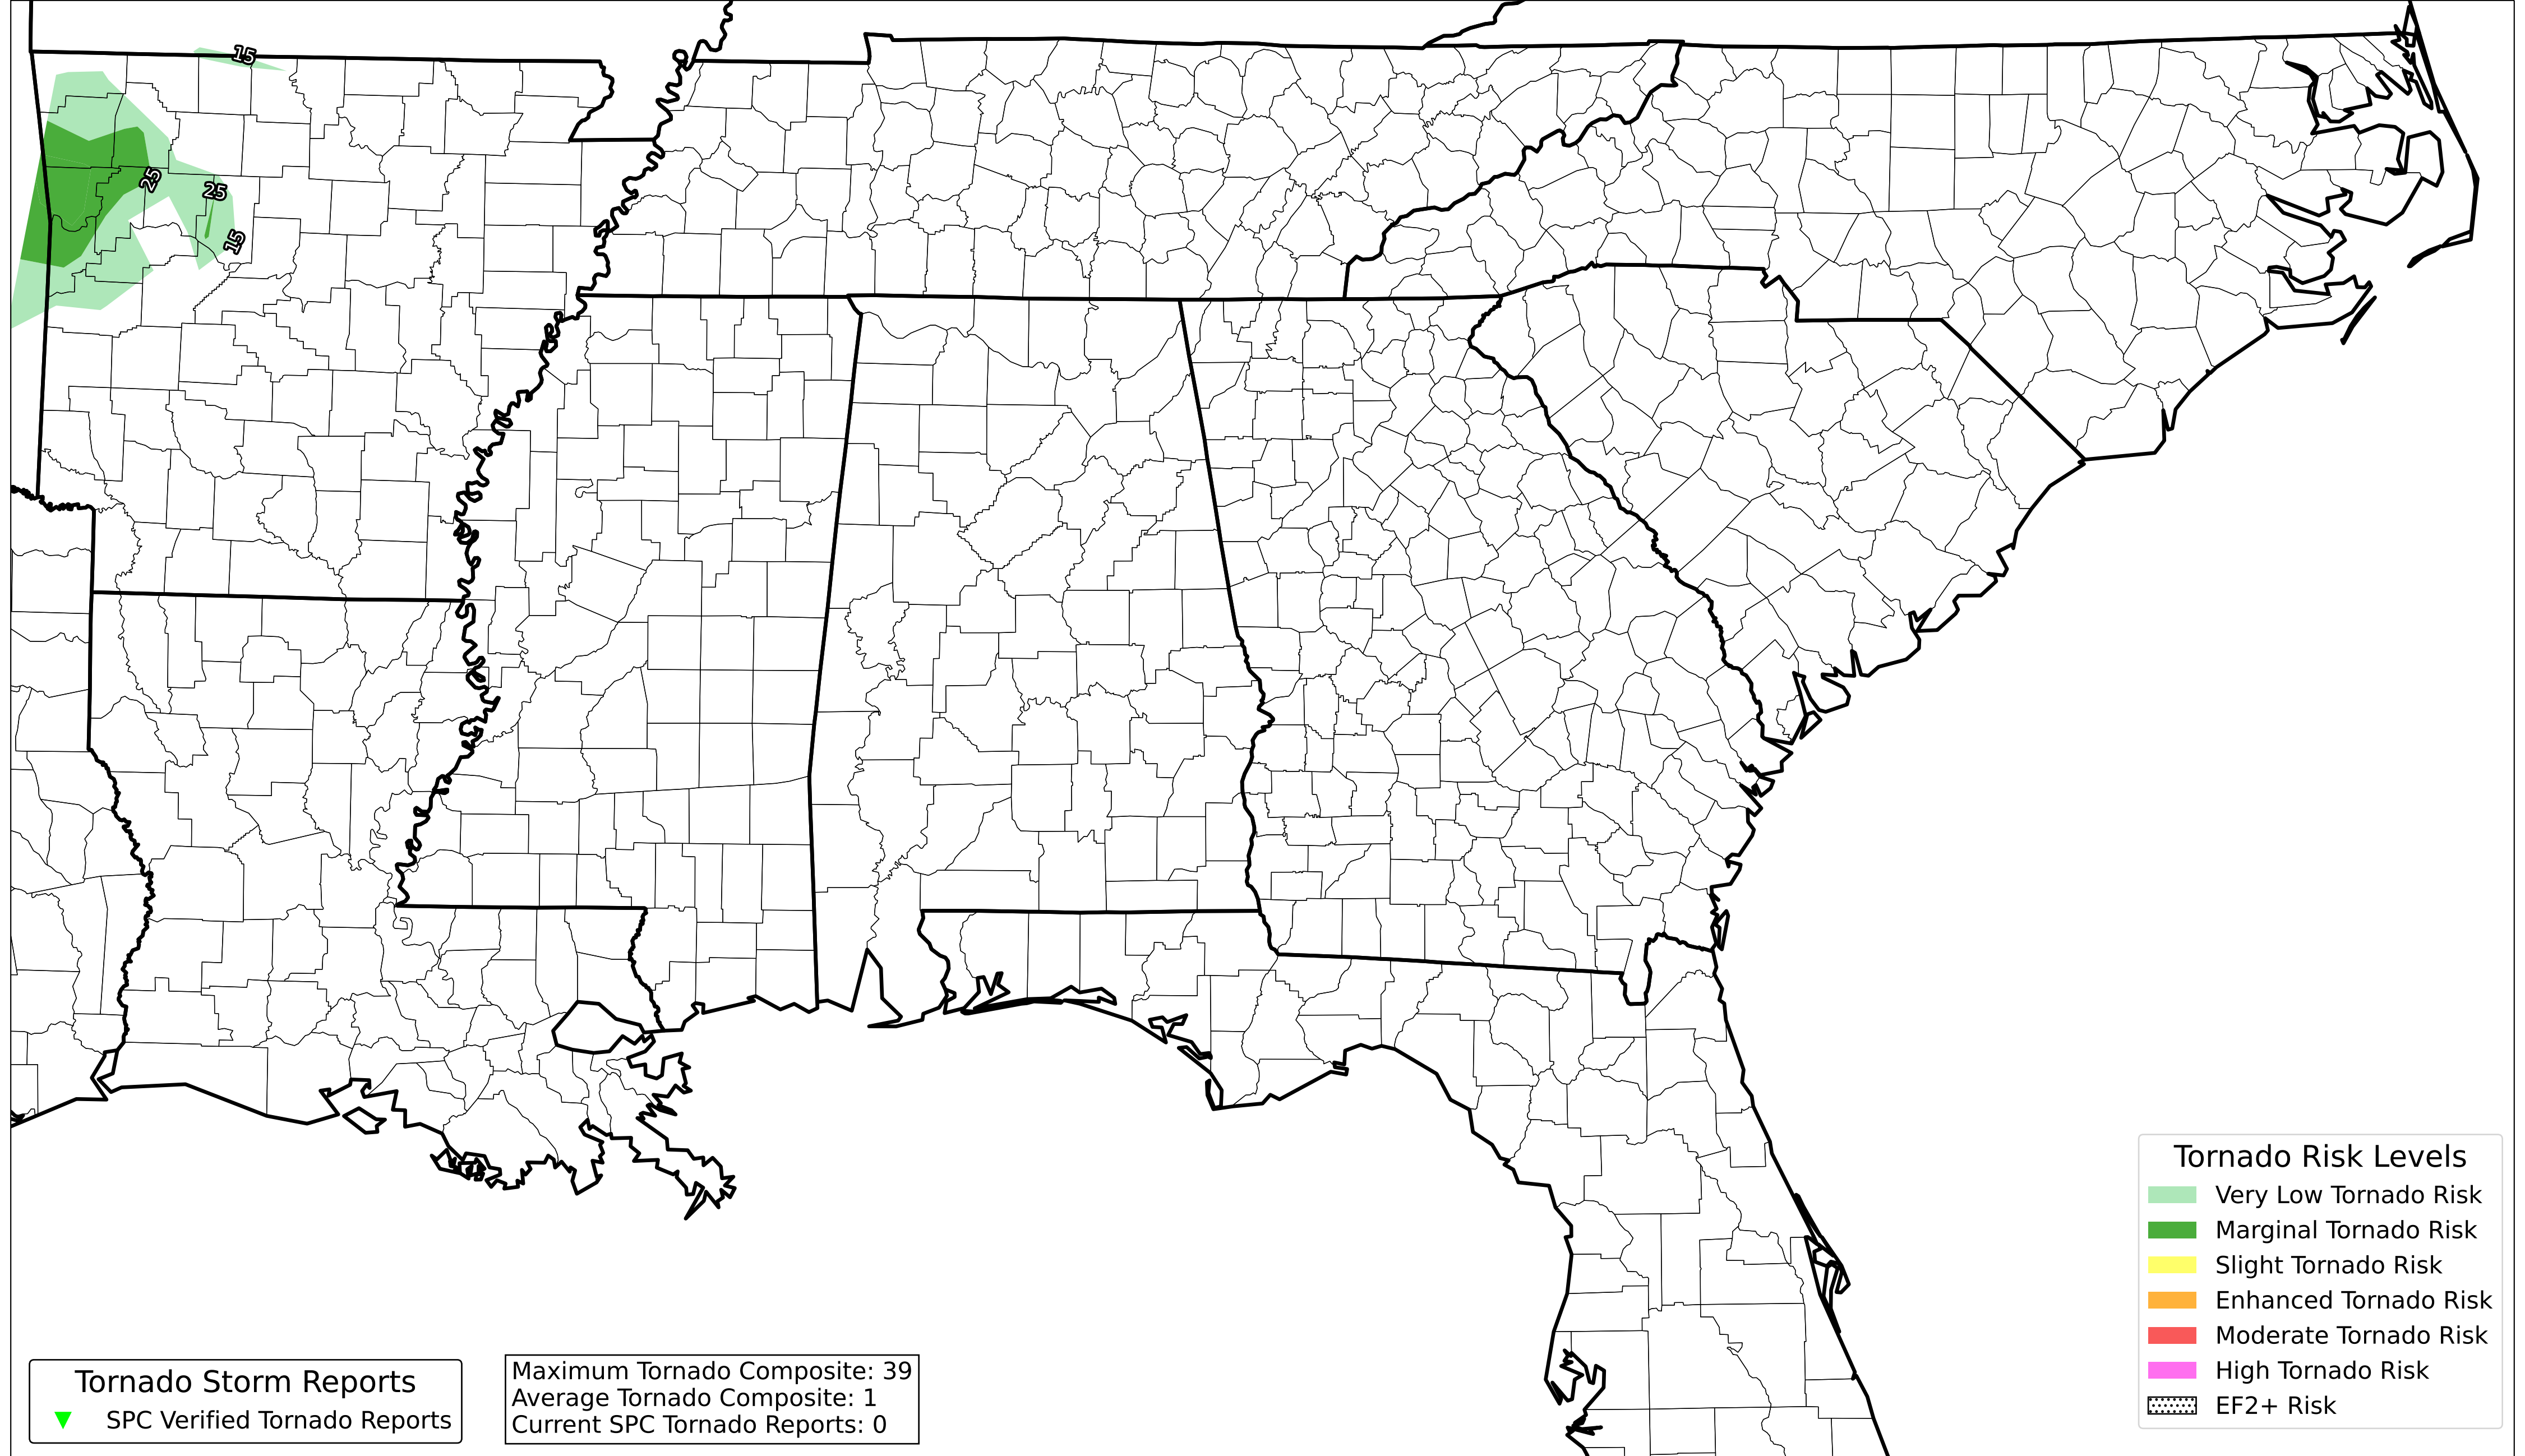 15
25
25
15
Tornado Risk Levels
Very Low Tornado Risk
Marginal Tornado Risk
Slight Tornado Risk
Enhanced Tornado Risk
Moderate Tornado Risk
High Tornado Risk
EF2+ Risk
Tornado Storm Reports
SPC Verified Tornado Reports
Maximum Tornado Composite: 39
Average Tornado Composite: 1
Current SPC Tornado Reports: 0